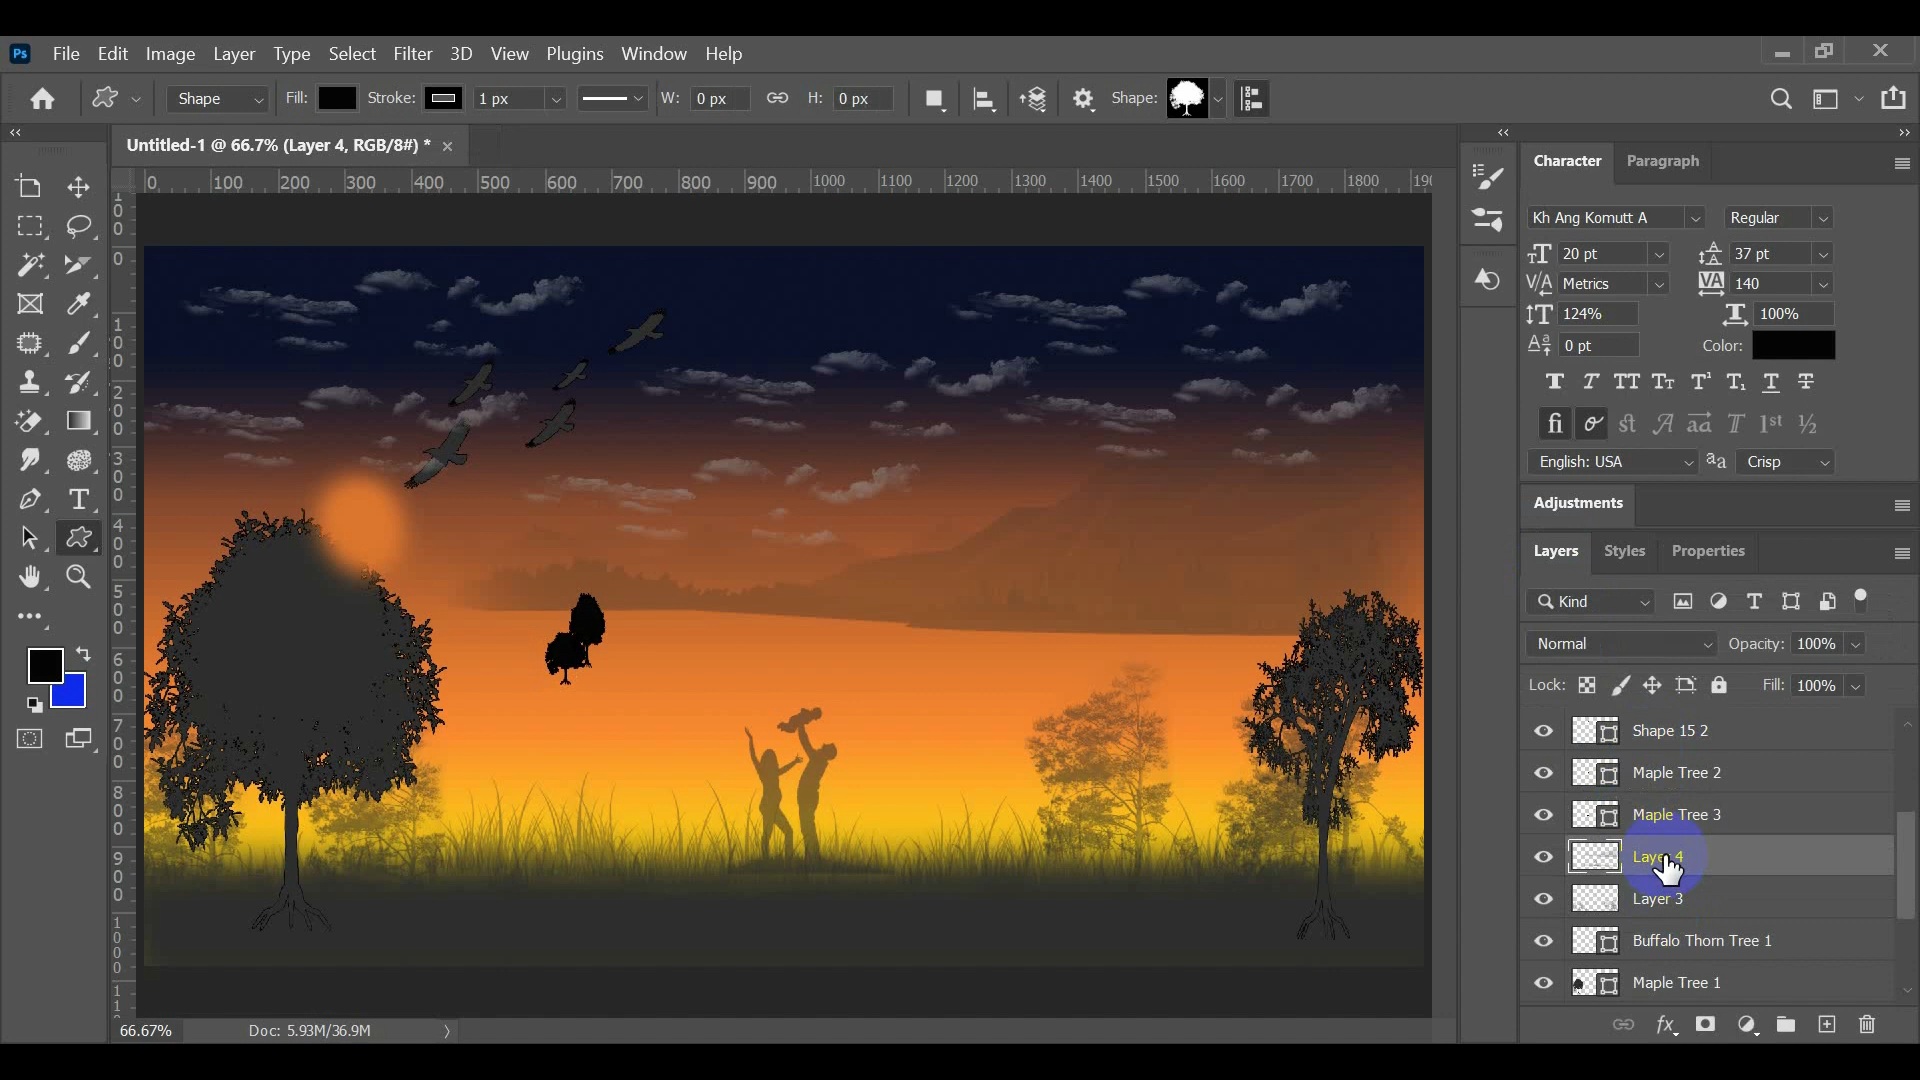 Ps File Edit Image Layer Type Select Filter 3D View Plugins Window Help
Shape Fill: Stroke: 1 px W: 0 px H: 0 px Shape:
Untitled-1 @ 66.7% (Layer 4, RGB/8#) *
0 100 200 300 400 500 600 700 800 900 1000 1100 1200 1300 1400 1500 1600 1700 1800 190
Character Paragraph
Kh Ang Komutt A Regular
20 pt 37 pt
Metrics 140
124% 100%
0 pt Color:
English: USA aa Crisp
Adjustments
Layers Styles Properties
Kind
Normal Opacity: 100%
Lock: Fill: 100%
Shape 15 2
Maple Tree 2
Maple Tree 3
Layer 4
Layer 3
Buffalo Thorn Tree 1
Maple Tree 1
66.67% Doc: 5.93M/36.9M